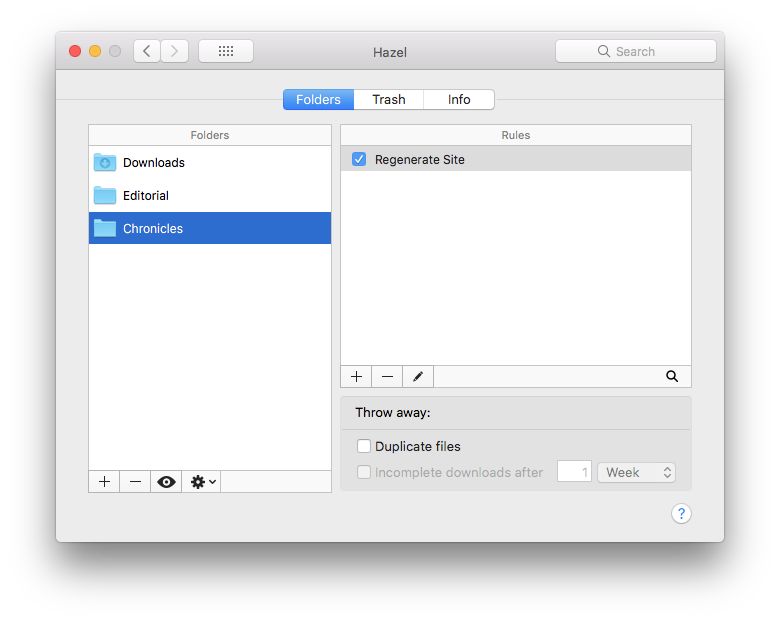 Hazel
Search
Folders Trash Info
Folders
Downloads
Editorial
Chronicles
Rules
Regenerate Site
Throw away:
Duplicate files
Incomplete downloads after 1 Week
?